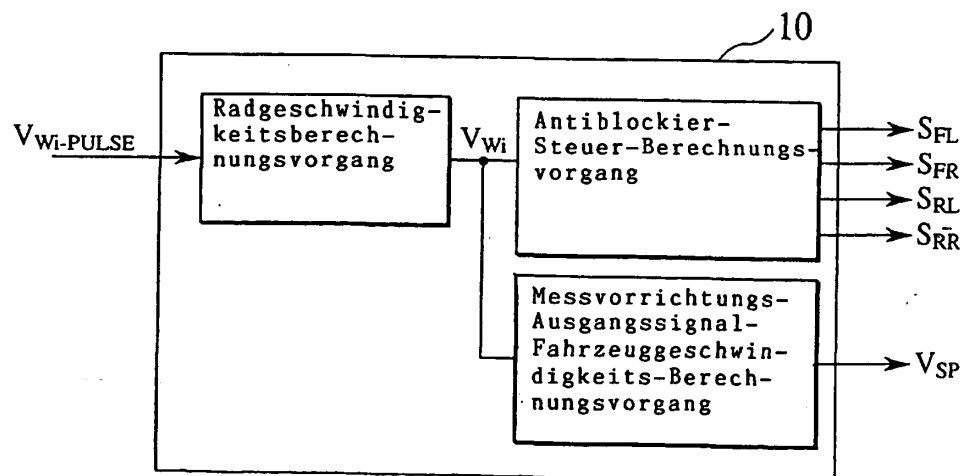 10
V_Wi-PULSE
Radgeschwindig-
keitsberech-
nungsvorgang
V_Wi
Antiblockier-
Steuer-Berechnungs-
vorgang
S_FL
S_FR
S_RL
S_RR
Messvorrichtungs-
Ausgangssignal-
Fahrzeuggeschwin-
digkeits-Berech-
nungsvorgang
V_SP